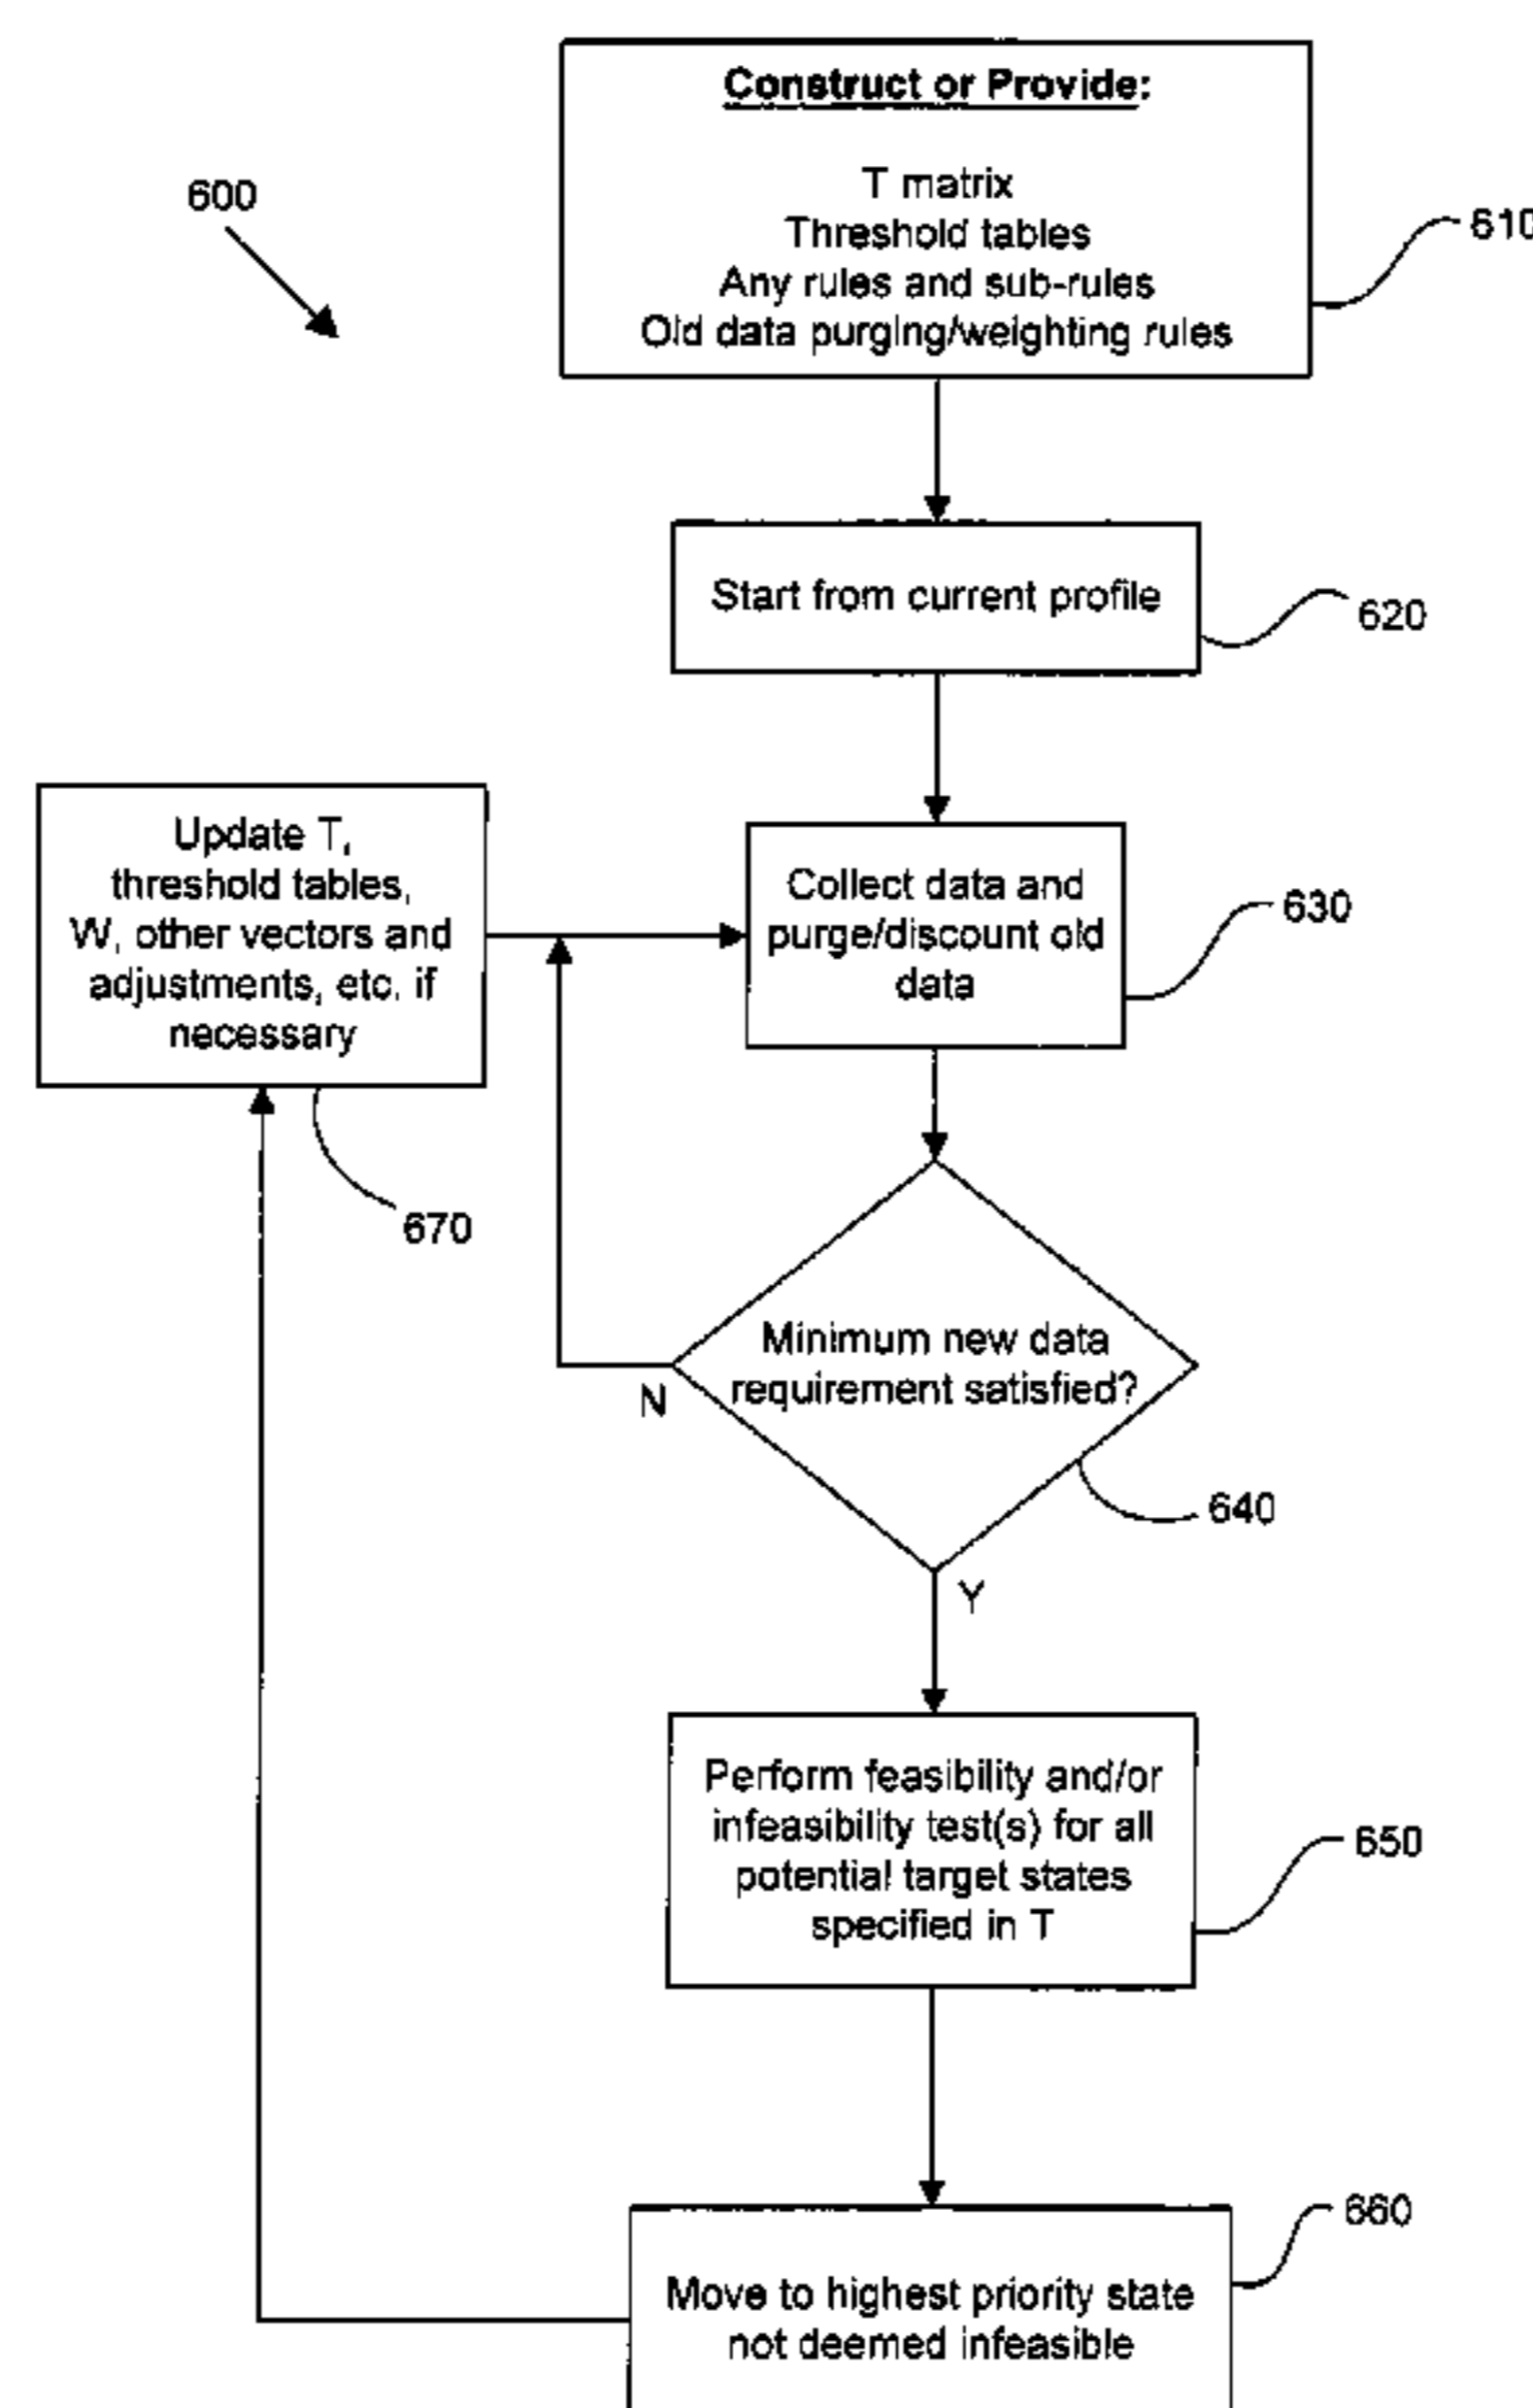 Construct or Provide:
T matrix
Threshold tables
Any rules and sub-rules
Old data purging/weighting rules
600
610
Start from current profile
620
Update T,
threshold tables,
W, other vectors and
adjustments, etc. if
necessary
670
Collect data and
purge/discount old
data
630
Minimum new data
requirement satisfied?
N
640
Y
Perform feasibility and/or
infeasibility test(s) for all
potential target states
specified in T
650
Move to highest priority state
not deemed infeasible
660